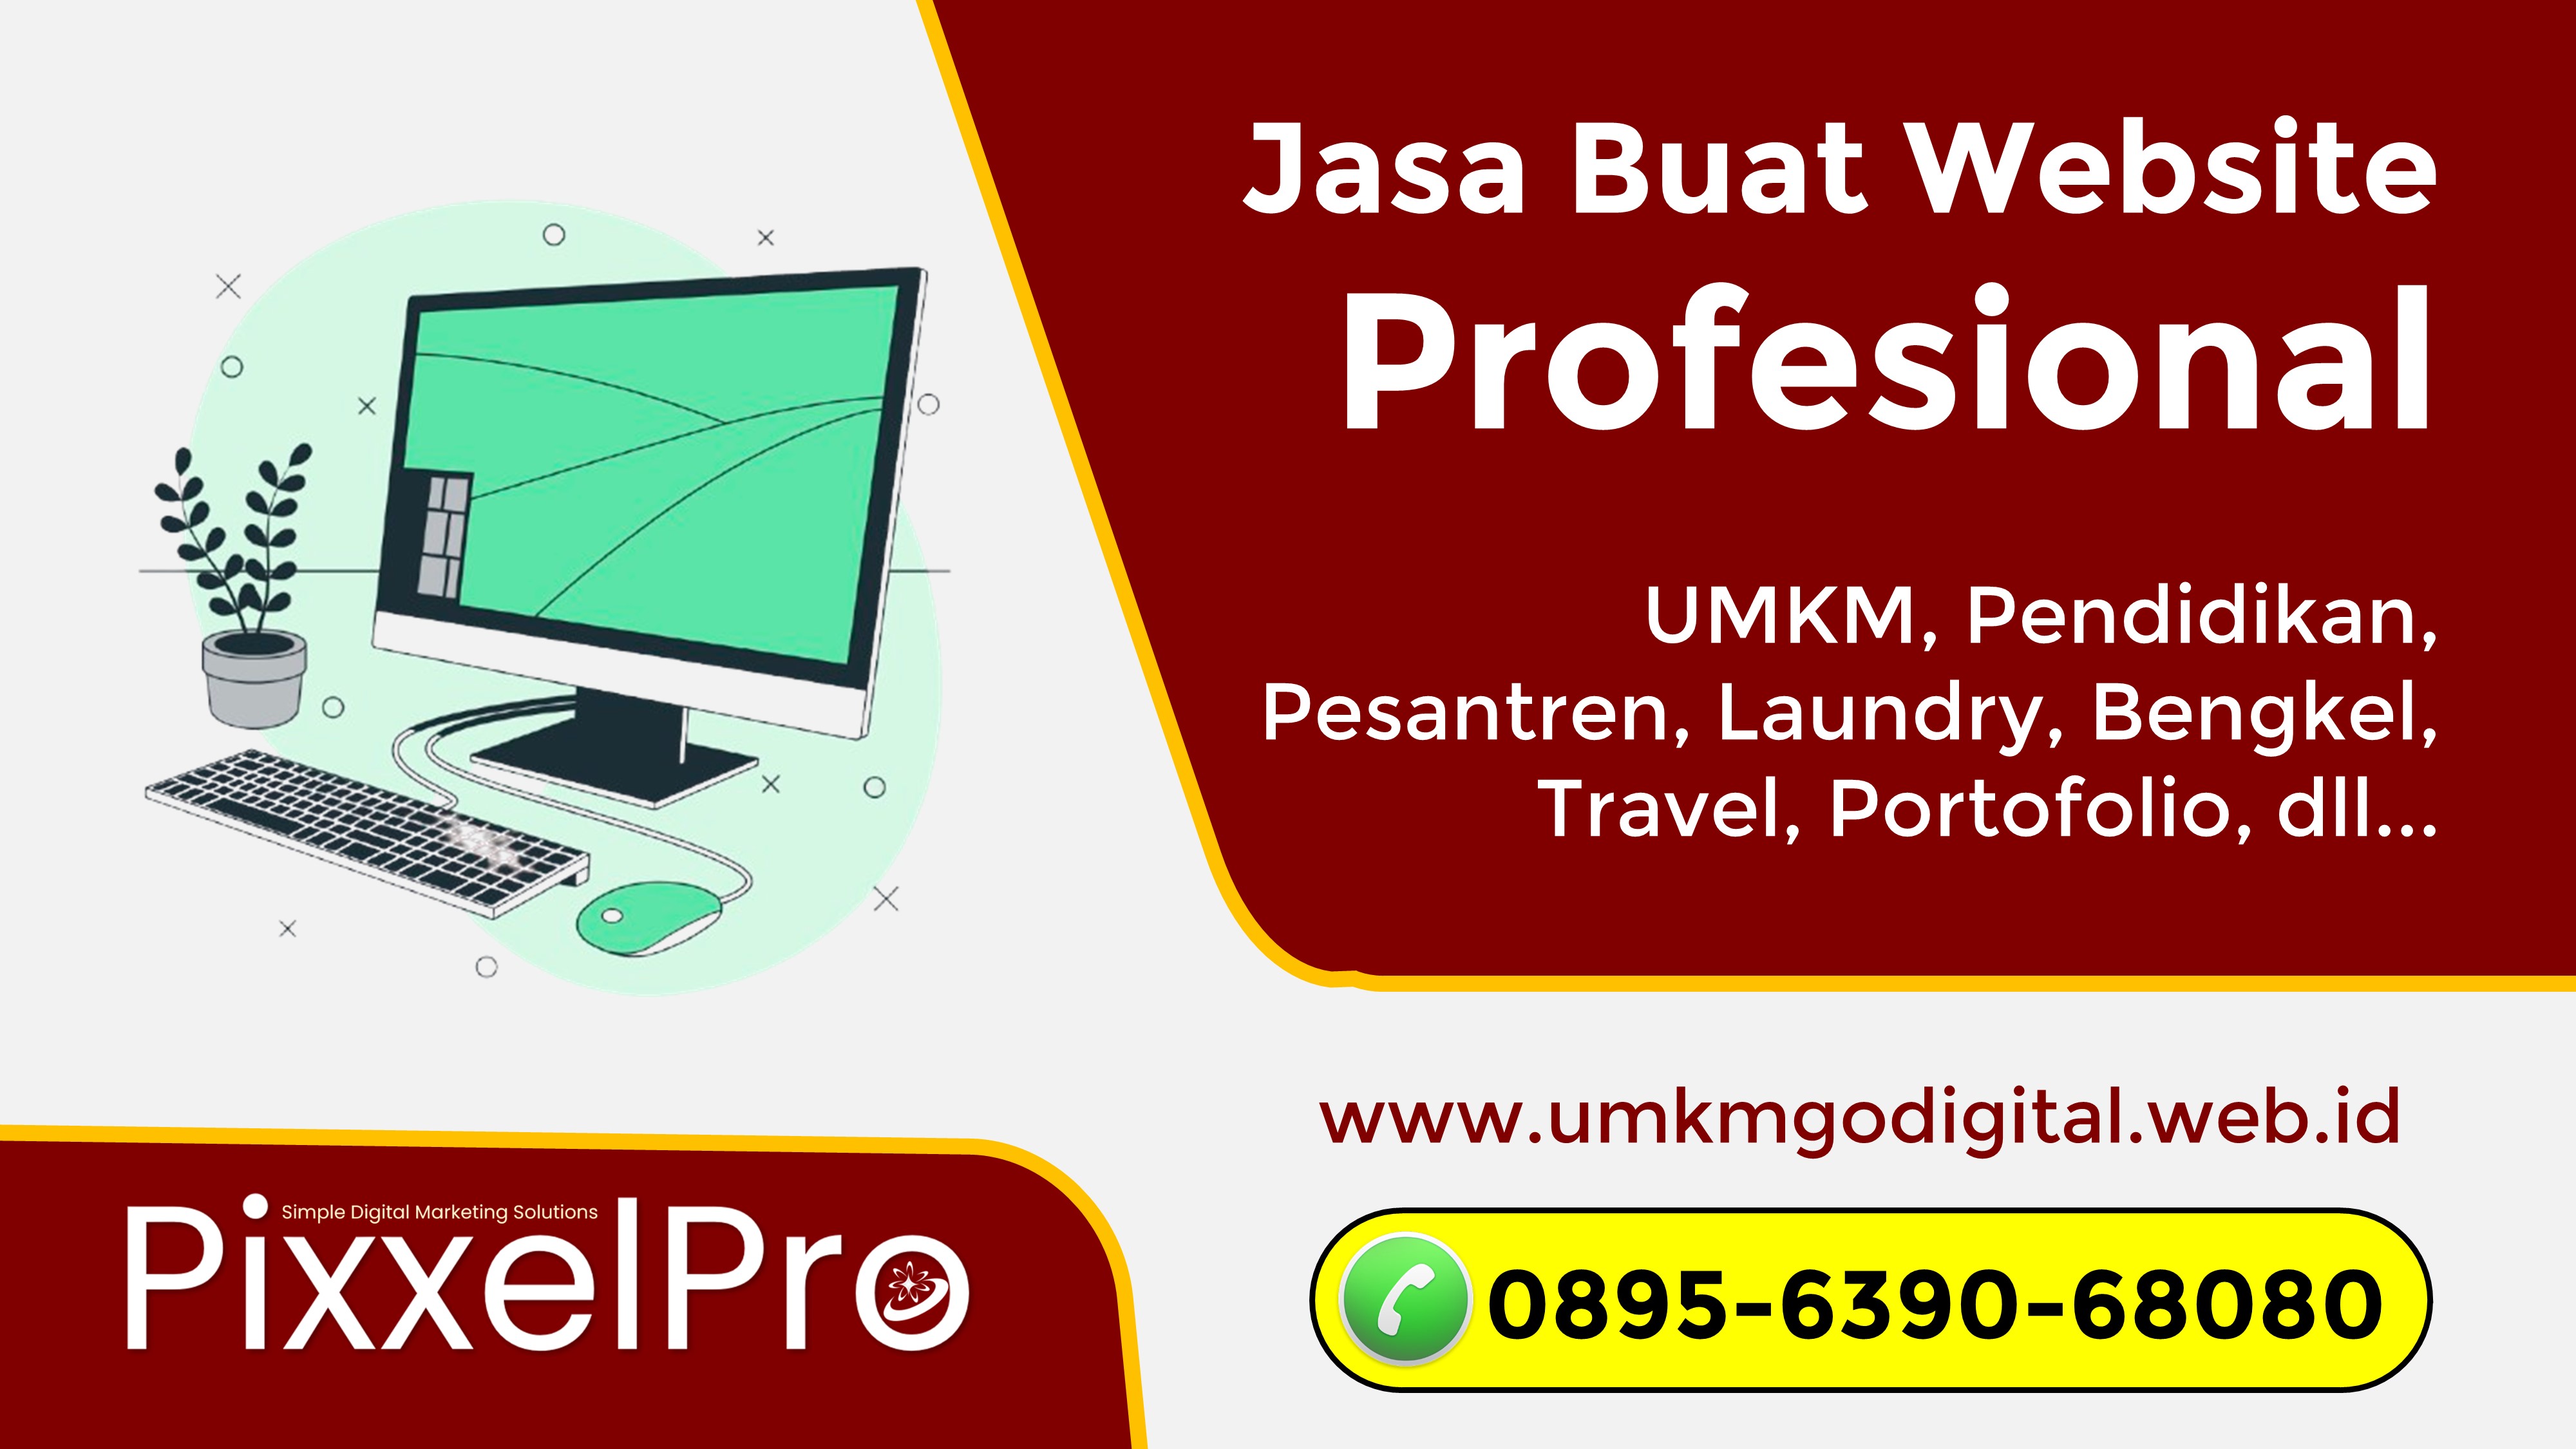 Jasa Buat Website
Profesional
UMKM, Pendidikan,
Pesantren, Laundry, Bengkel,
Travel, Portofolio, dll...
www.umkmgodigital.web.id
0895-6390-68080
Simple Digital Marketing Solutions
PixxelPro